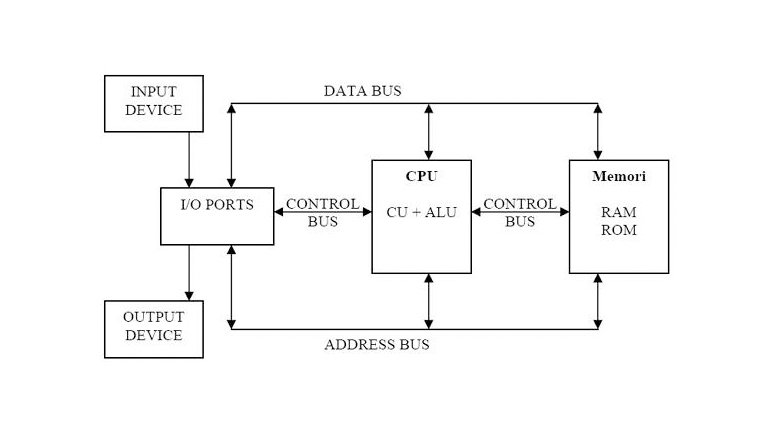 INPUT
DEVICE
DATA BUS
I/O PORTS
CONTROL
BUS
CPU
CU + ALU
CONTROL
BUS
Memori
RAM
ROM
OUTPUT
DEVICE
ADDRESS BUS